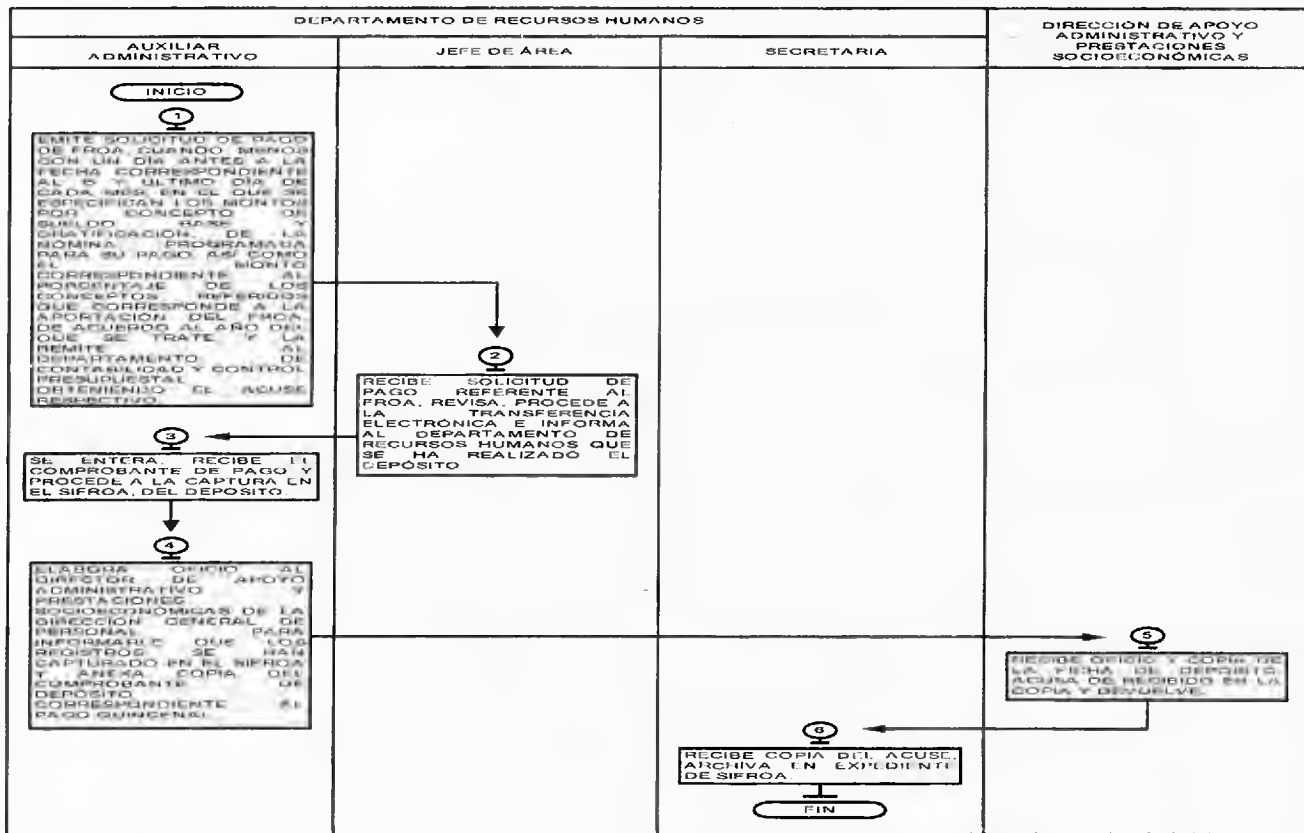 DEPARTAMENTO DE RECURSOS HUMANOS
DIRECCIÓN DE APOYO
ADMINISTRATIVO Y
PRESTACIONES
SOCIOECONÓMICAS
AUXILIAR
ADMINISTRATIVO
JEFE DE ÁREA
SECRETARIA
INICIO
1
EMITE SOLICITUD DE PAGO
DE FROA, CUANDO MENOS
CON UN DÍA ANTES A LA
FECHA CORRESPONDIENTE
AL 15 Y ÚLTIMO DÍA DE
CADA MES, EN EL QUE SE
ESPECIFICAN LOS MONTOS
POR CONCEPTO DE
SUELDO BASE Y
GRATIFICACIÓN, DE LA
NÓMINA PROGRAMADA
PARA SU PAGO, ASÍ COMO
EL MONTO
CORRESPONDIENTE AL
PORCENTAJE DE LOS
CONCEPTOS REFERIDOS
QUE CORRESPONDE A LA
APORTACIÓN DEL FROA,
DE ACUERDO AL AÑO DEL
QUE SE TRATE Y LA
REMITE AL
DEPARTAMENTO DE
CONTABILIDAD Y CONTROL
PRESUPUESTAL
OBTENIENDO EL ACUSE
RESPECTIVO.
2
RECIBE SOLICITUD DE
PAGO REFERENTE AL
FROA, REVISA, PROCEDE A
LA TRANSFERENCIA
ELECTRÓNICA E INFORMA
AL DEPARTAMENTO DE
RECURSOS HUMANOS QUE
SE HA REALIZADO EL
DEPÓSITO
3
SE ENTERA, RECIBE EL
COMPROBANTE DE PAGO Y
PROCEDE A LA CAPTURA EN
EL SIFROA, DEL DEPOSITO.
4
ELABORA OFICIO AL
DIRECTOR DE APOYO
ADMINISTRATIVO Y
PRESTACIONES
SOCIOECONÓMICAS DE LA
DIRECCIÓN GENERAL DE
PERSONAL PARA
INFORMARLE QUE LOS
REGISTROS SE HAN
CAPTURADO EN EL SIFROA
Y ANEXA COPIA DEL
COMPROBANTE DE
DEPÓSITO
CORRESPONDIENTE AL
PAGO QUINCENAL.
5
RECIBE OFICIO Y COPIA DE
LA FICHA DE DEPÓSITO,
ACUSA DE RECIBIDO EN LA
COPIA Y DEVUELVE.
6
RECIBE COPIA DEL ACUSE,
ARCHIVA EN EXPEDIENTE
DE SIFROA.
FIN